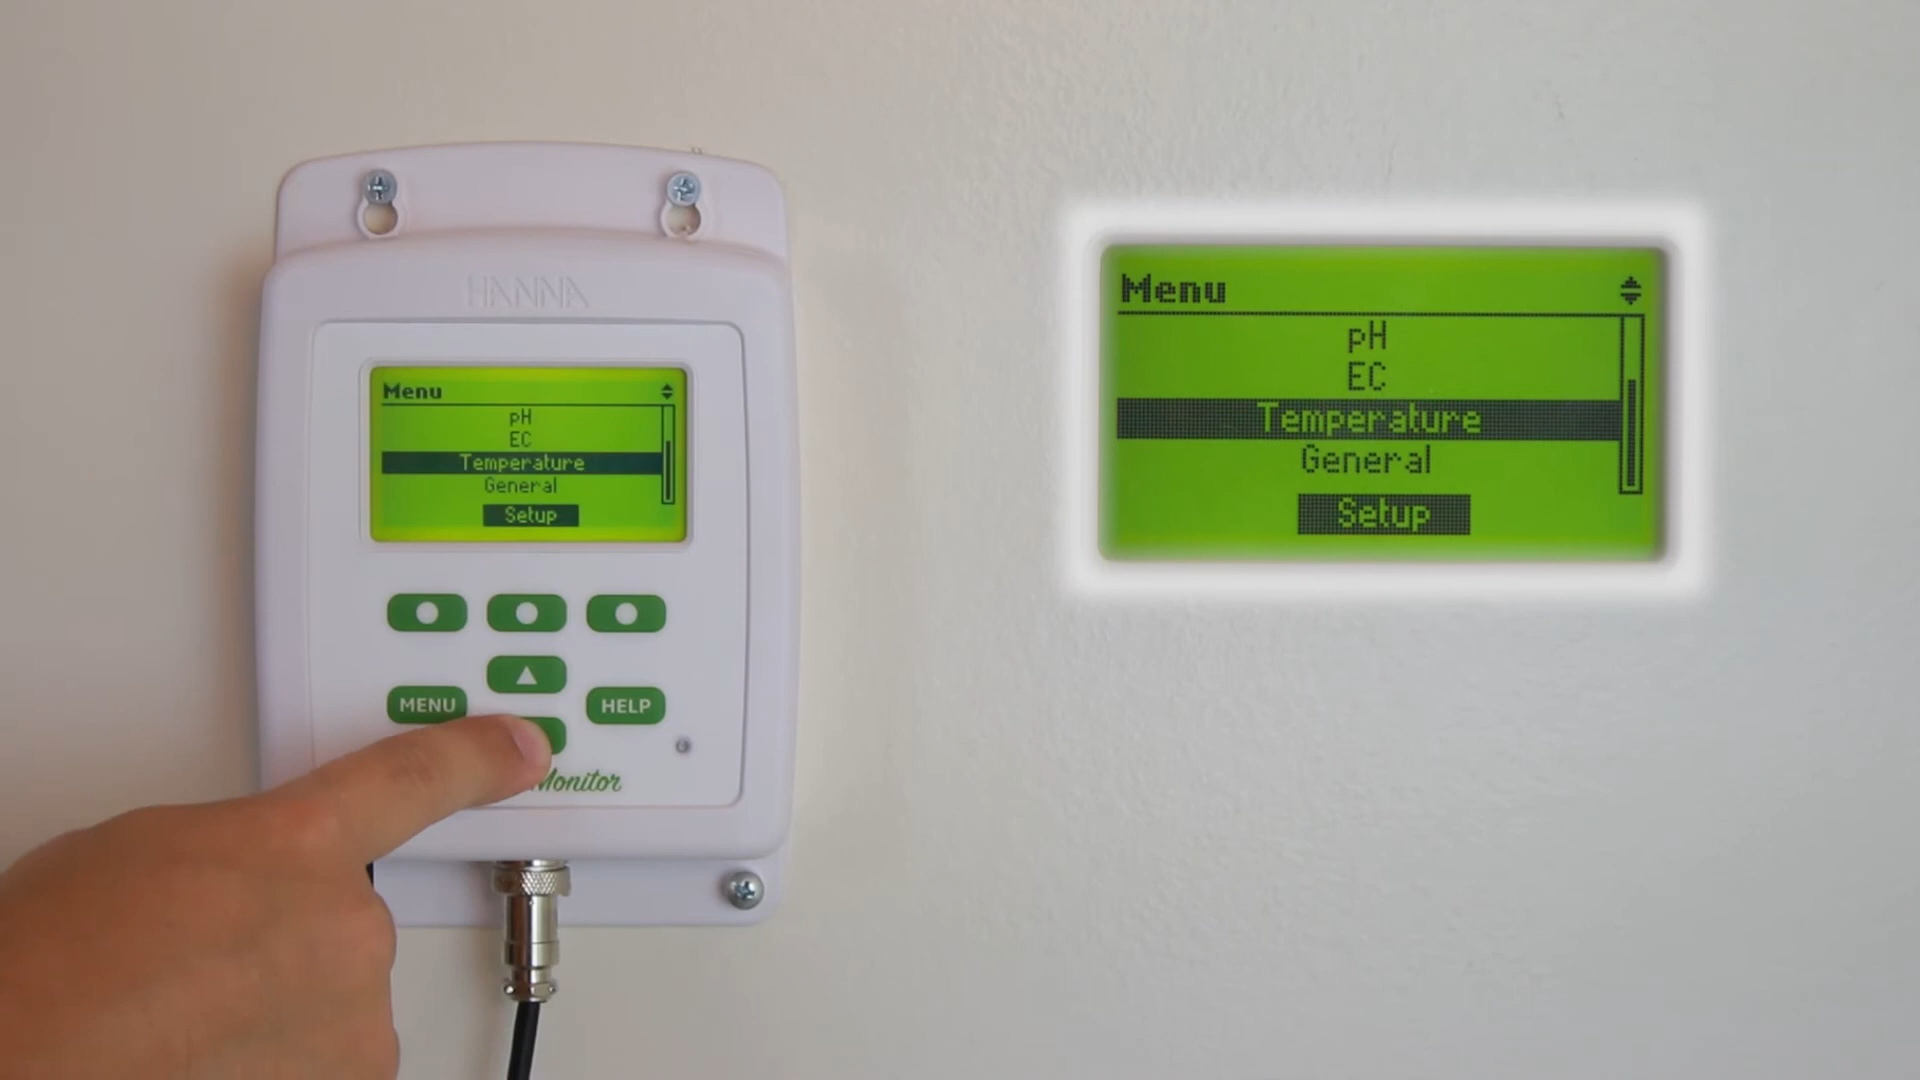 HANNA
Menu
pH
EC
Temperature
General
Setup
MENU
HELP
Monitor
Menu
pH
EC
Temperature
General
Setup